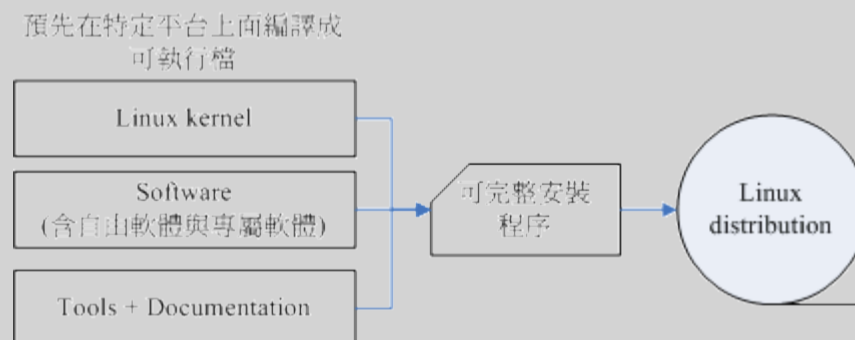 預先在特定平台上面編譯成
可執行檔
Linux kernel
Software
(含自由軟體與專屬軟體)
Tools + Documentation
可完整安裝
程序
Linux
distribution